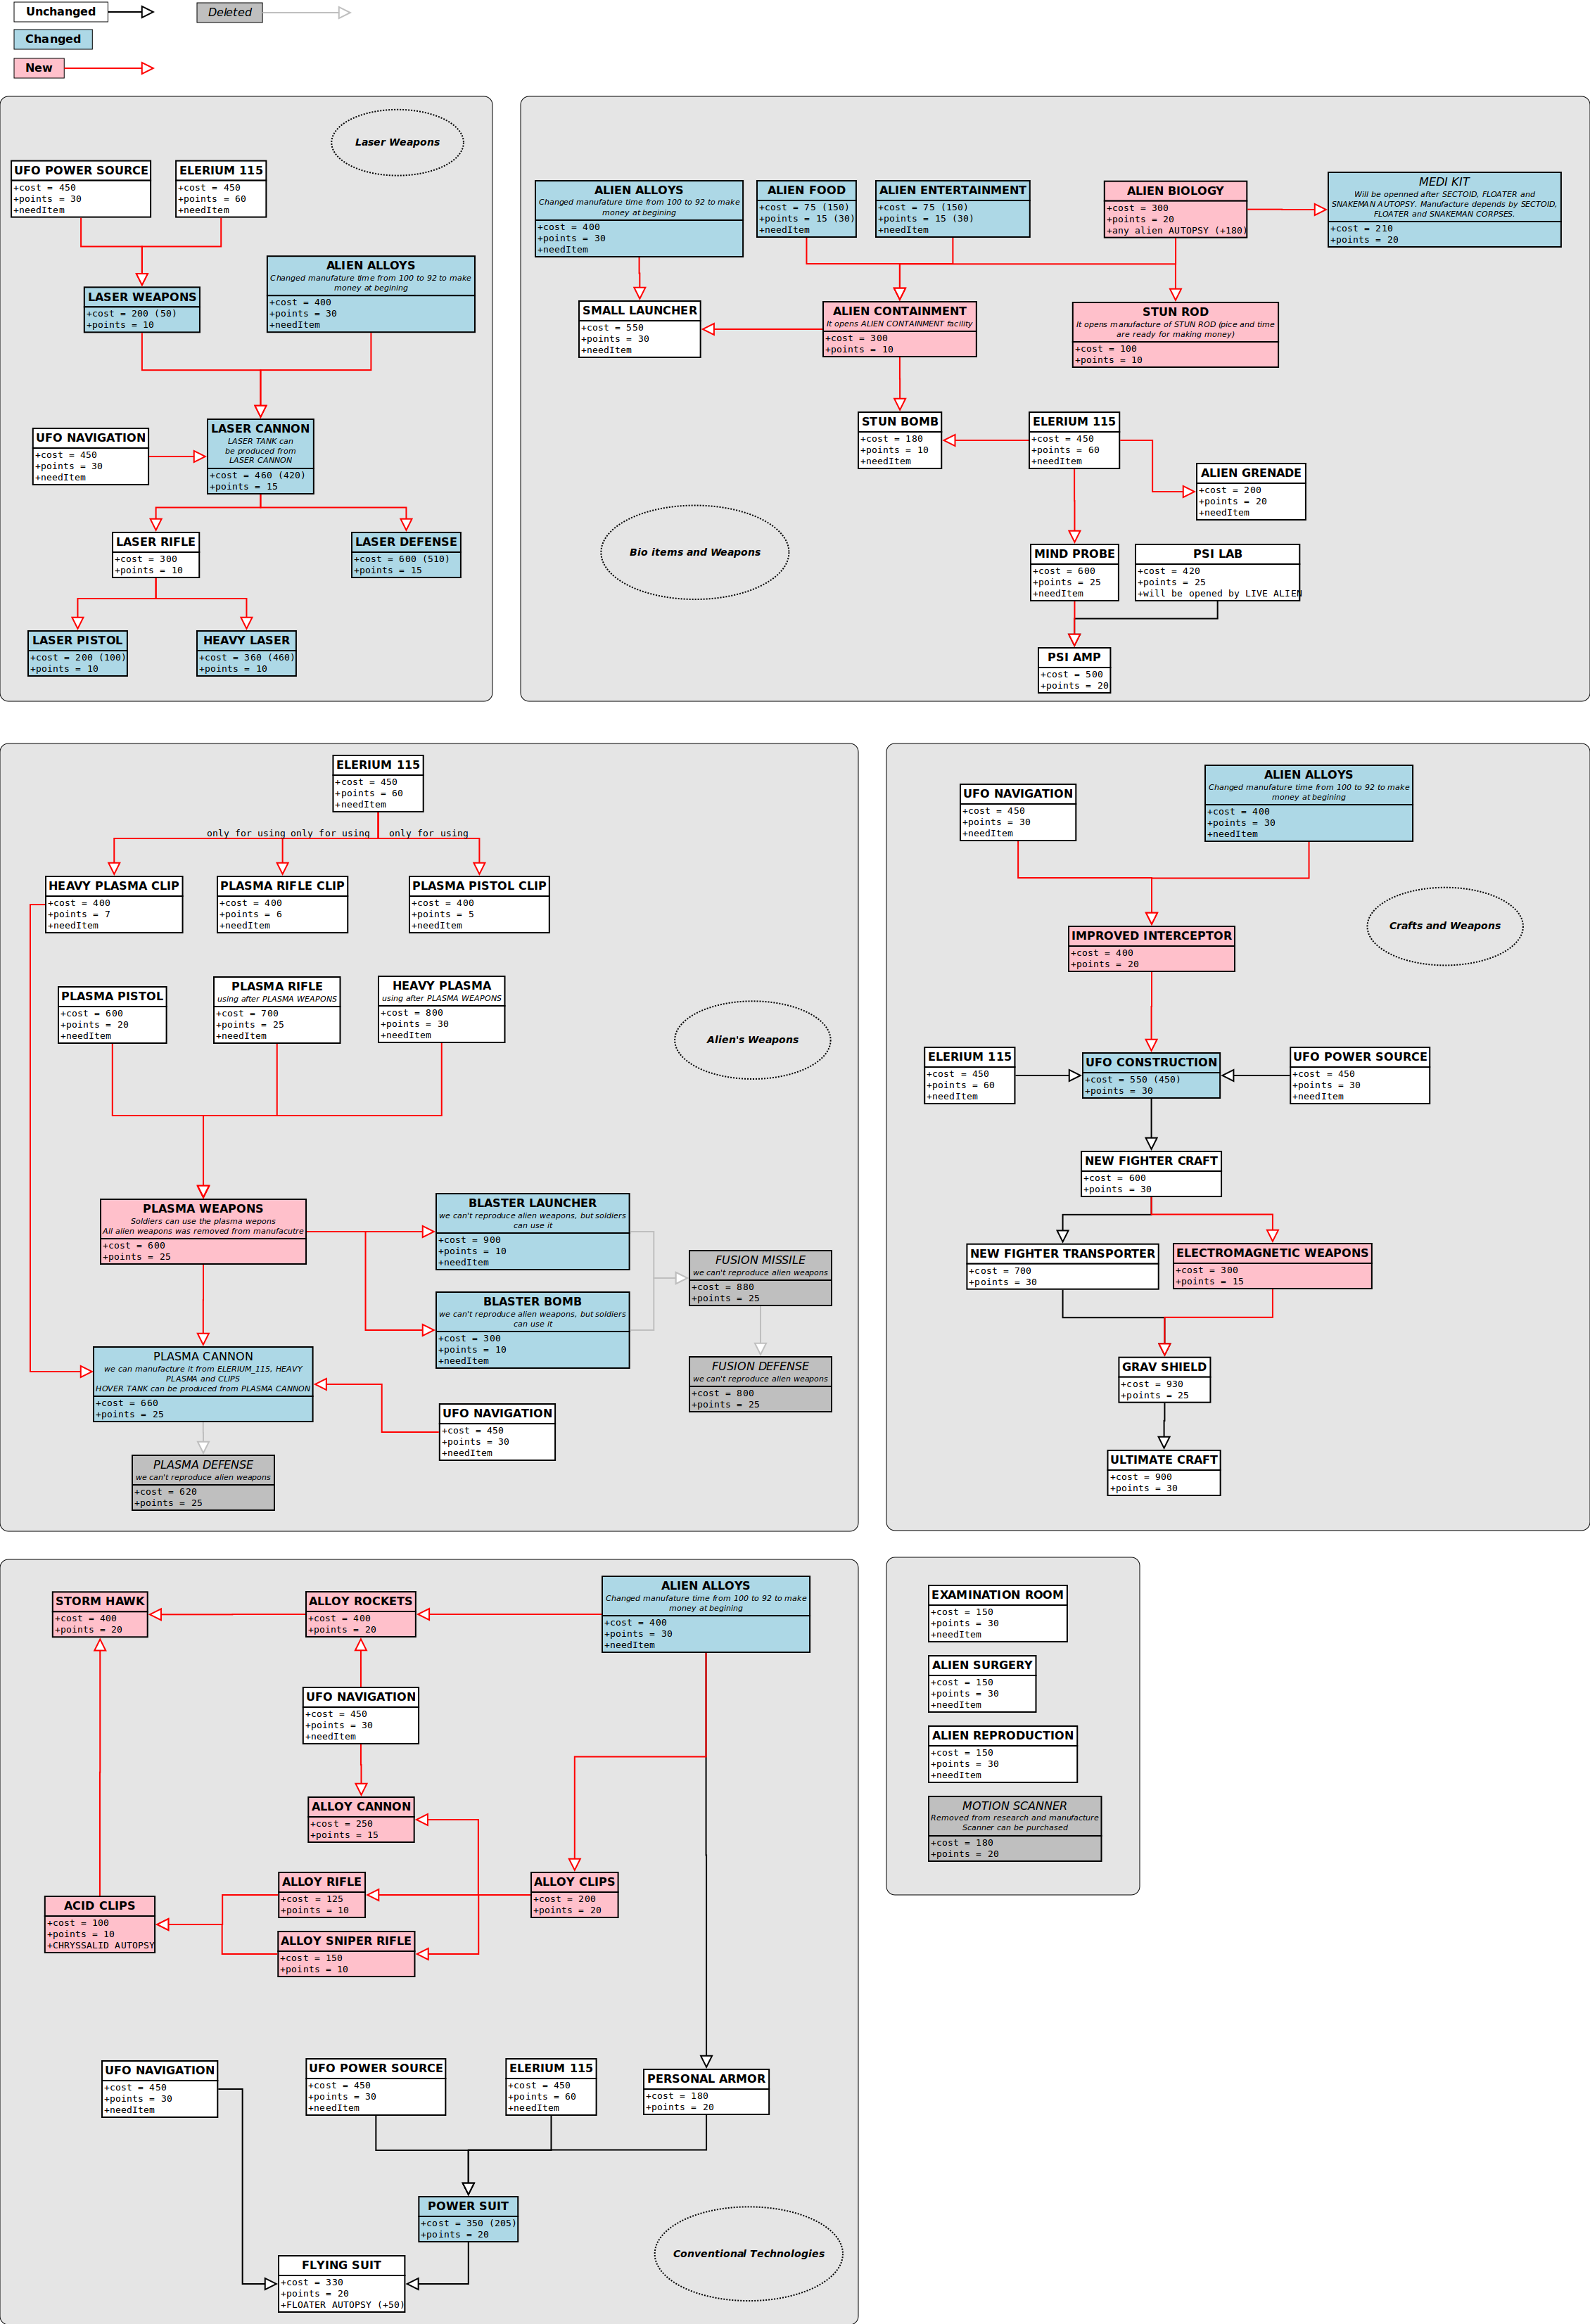 Unchanged
Deleted
Changed
New
Laser Weapons
UFO POWER SOURCE
+cost = 450
+points = 30
+needItem
ELERIUM 115
+cost = 450
+points = 60
+needItem
ALIEN ALLOYS
Changed manufature time from 100 to 92 to make
money at begining
+cost = 400
+points = 30
+needItem
LASER WEAPONS
+cost = 200 (50)
+points = 10
LASER CANNON
LASER TANK can
be produced from
LASER CANNON
+cost = 460 (420)
+points = 15
UFO NAVIGATION
+cost = 450
+points = 30
+needItem
LASER RIFLE
+cost = 300
+points = 10
LASER DEFENSE
+cost = 600 (510)
+points = 15
LASER PISTOL
+cost = 200 (100)
+points = 10
HEAVY LASER
+cost = 360 (460)
+points = 10
ALIEN ALLOYS
Changed manufature time from 100 to 92 to make
money at begining
+cost = 400
+points = 30
+needItem
ALIEN FOOD
+cost = 75 (150)
+points = 15 (30)
+needItem
ALIEN ENTERTAINMENT
+cost = 75 (150)
+points = 15 (30)
+needItem
ALIEN BIOLOGY
+cost = 300
+points = 20
+any alien AUTOPSY (+180)
MEDI KIT
Will be openned after SECTOID, FLOATER and
SNAKEMAN AUTOPSY. Manufacture depends by SECTOID,
FLOATER and SNAKEMAN CORPSES.
+cost = 210
+points = 20
SMALL LAUNCHER
+cost = 550
+points = 30
+needItem
ALIEN CONTAINMENT
It opens ALIEN CONTAINMENT facility
+cost = 300
+points = 10
STUN ROD
It opens manufacture of STUN ROD (pice and time
are ready for making money)
+cost = 100
+points = 10
STUN BOMB
+cost = 180
+points = 10
+needItem
ELERIUM 115
+cost = 450
+points = 60
+needItem
ALIEN GRENADE
+cost = 200
+points = 20
+needItem
Bio items and Weapons
MIND PROBE
+cost = 600
+points = 25
+needItem
PSI LAB
+cost = 420
+points = 25
+will be opened by LIVE ALIEN
PSI AMP
+cost = 500
+points = 20
ELERIUM 115
+cost = 450
+points = 60
+needItem
only for using only for using only for using
HEAVY PLASMA CLIP
+cost = 400
+points = 7
+needItem
PLASMA RIFLE CLIP
+cost = 400
+points = 6
+needItem
PLASMA PISTOL CLIP
+cost = 400
+points = 5
+needItem
PLASMA PISTOL
+cost = 600
+points = 20
+needItem
PLASMA RIFLE
using after PLASMA WEAPONS
+cost = 700
+points = 25
+needItem
HEAVY PLASMA
using after PLASMA WEAPONS
+cost = 800
+points = 30
+needItem
Alien's Weapons
PLASMA WEAPONS
Soldiers can use the plasma wepons
All alien weapons was removed from manufacutre
+cost = 600
+points = 25
BLASTER LAUNCHER
we can't reproduce alien weapons, but soldiers
can use it
+cost = 900
+points = 10
+needItem
BLASTER BOMB
we can't reproduce alien weapons, but soldiers
can use it
+cost = 300
+points = 10
+needItem
FUSION MISSILE
we can't reproduce alien weapons
+cost = 880
+points = 25
FUSION DEFENSE
we can't reproduce alien weapons
+cost = 800
+points = 25
PLASMA CANNON
we can manufacture it from ELERIUM_115, HEAVY
PLASMA and CLIPS
HOVER TANK can be produced from PLASMA CANNON
+cost = 660
+points = 25
UFO NAVIGATION
+cost = 450
+points = 30
+needItem
PLASMA DEFENSE
we can't reproduce alien weapons
+cost = 620
+points = 25
UFO NAVIGATION
+cost = 450
+points = 30
+needItem
ALIEN ALLOYS
Changed manufature time from 100 to 92 to make
money at begining
+cost = 400
+points = 30
+needItem
Crafts and Weapons
IMPROVED INTERCEPTOR
+cost = 400
+points = 20
ELERIUM 115
+cost = 450
+points = 60
+needItem
UFO CONSTRUCTION
+cost = 550 (450)
+points = 30
UFO POWER SOURCE
+cost = 450
+points = 30
+needItem
NEW FIGHTER CRAFT
+cost = 600
+points = 30
NEW FIGHTER TRANSPORTER
+cost = 700
+points = 30
ELECTROMAGNETIC WEAPONS
+cost = 300
+points = 15
GRAV SHIELD
+cost = 930
+points = 25
ULTIMATE CRAFT
+cost = 900
+points = 30
STORM HAWK
+cost = 400
+points = 20
ALLOY ROCKETS
+cost = 400
+points = 20
ALIEN ALLOYS
Changed manufature time from 100 to 92 to make
money at begining
+cost = 400
+points = 30
+needItem
UFO NAVIGATION
+cost = 450
+points = 30
+needItem
ALLOY CANNON
+cost = 250
+points = 15
ALLOY RIFLE
+cost = 125
+points = 10
ALLOY CLIPS
+cost = 200
+points = 20
ACID CLIPS
+cost = 100
+points = 10
+CHRYSSALID AUTOPSY
ALLOY SNIPER RIFLE
+cost = 150
+points = 10
UFO NAVIGATION
+cost = 450
+points = 30
+needItem
UFO POWER SOURCE
+cost = 450
+points = 30
+needItem
ELERIUM 115
+cost = 450
+points = 60
+needItem
PERSONAL ARMOR
+cost = 180
+points = 20
POWER SUIT
+cost = 350 (205)
+points = 20
FLYING SUIT
+cost = 330
+points = 20
+FLOATER AUTOPSY (+50)
Conventional Technologies
EXAMINATION ROOM
+cost = 150
+points = 30
+needItem
ALIEN SURGERY
+cost = 150
+points = 30
+needItem
ALIEN REPRODUCTION
+cost = 150
+points = 30
+needItem
MOTION SCANNER
Removed from research and manufacture
Scanner can be purchased
+cost = 180
+points = 20